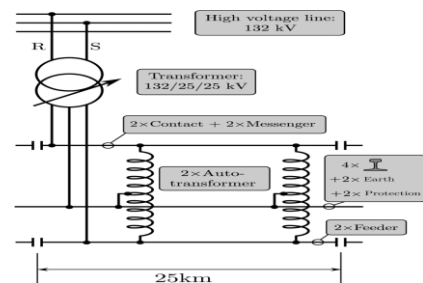 High voltage line:
132 kV
R S
Transformer:
132/25/25 kV
2×Contact + 2×Messenger
2×Auto-
transformer
4×
+2× Earth
+2× Protection
2×Feeder
25km